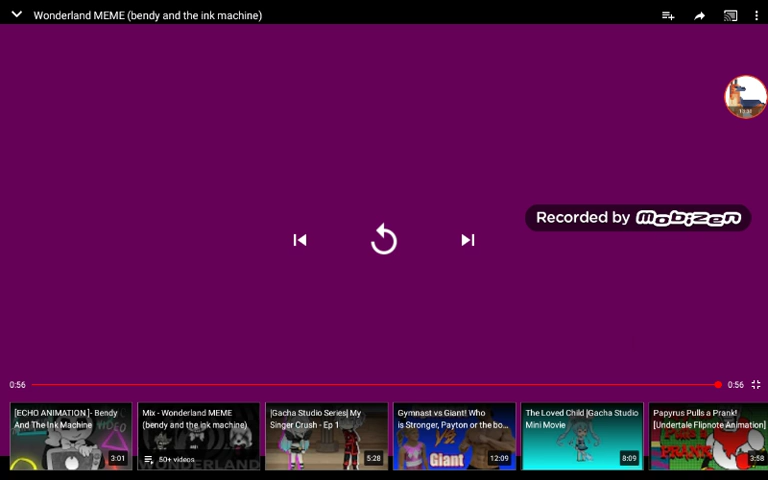 Wonderland MEME (bendy and the ink machine)
10:31
Recorded by mobizen
0:56
0:56
[ECHO ANIMATION ]- Bendy
And The Ink Machine
3:01
Mix - Wonderland MEME
(bendy and the ink machine)
50+ videos
WONDERLAND
|Gacha Studio Series| My
Singer Crush - Ep 1
5:28
Gymnast vs Giant! Who
is Stronger, Payton or the bo...
Giant
12:09
The Loved Child |Gacha Studio
Mini Movie
8:09
Papyrus Pulls a Prank!
[Undertale Flipnote Animation]
3:58